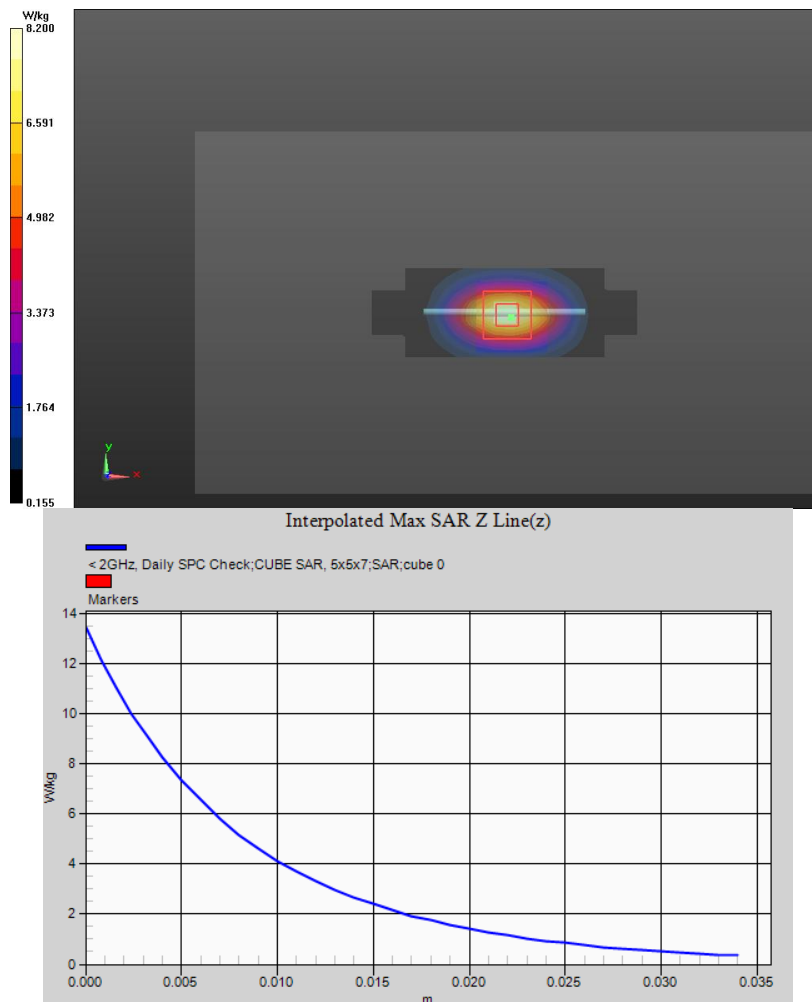 W/kg
8.200
6.591
4.982
3.373
1.764
0.155
y
x
Interpolated Max SAR Z Line(z)
< 2GHz, Daily SPC Check;CUBE SAR, 5x5x7;SAR;cube 0
Markers
14
12
10
8
6
4
2
0
W/kg
0.000 0.005 0.010 0.015 0.020 0.025 0.030 0.035
m